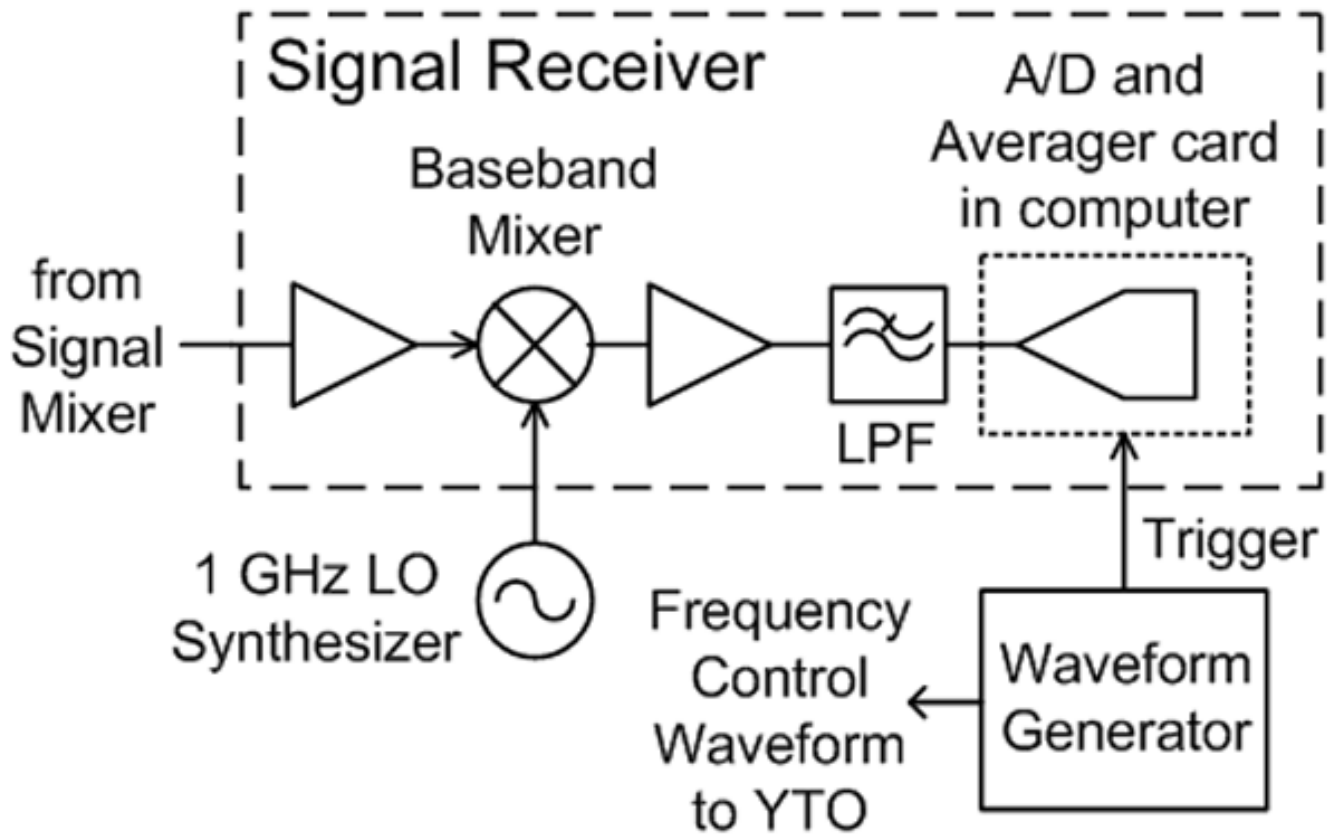 Signal Receiver
A/D and
Averager card
in computer
Baseband
Mixer
from
Signal
Mixer
LPF
1 GHz LO
Synthesizer
Trigger
Frequency
Control
Waveform
to YTO
Waveform
Generator